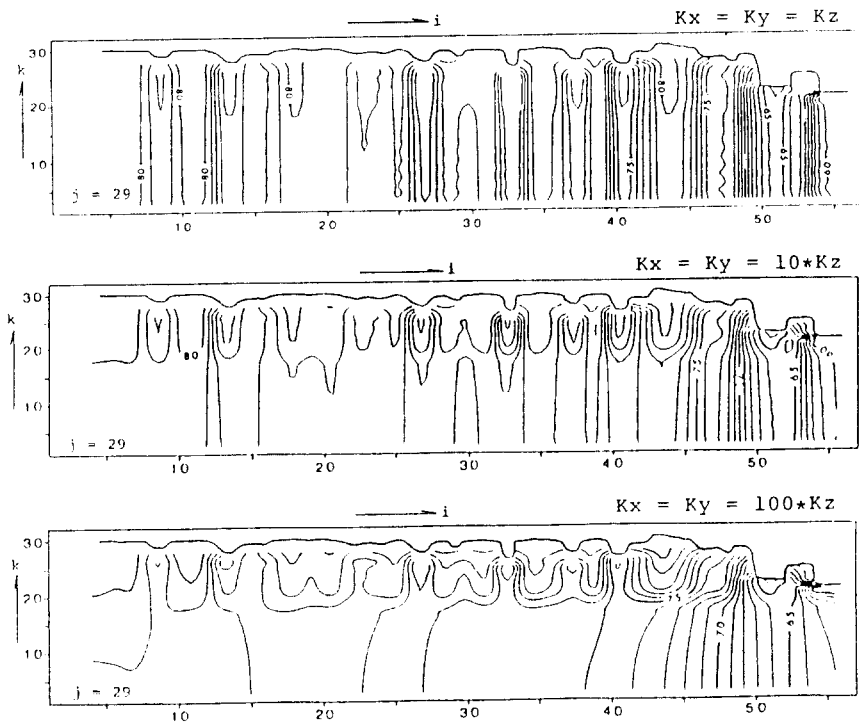 i Kx = Ky = Kz
k
30
20
10
80 80 80 80 75 75 65 65 60
j = 29
10 20 30 40 50
i Kx = Ky = 10*Kz
k
30
20
10
80 75 65
j = 29
10 20 30 40 50
i Kx = Ky = 100*Kz
k
30
20
10
70 65
j = 29
10 20 30 40 50